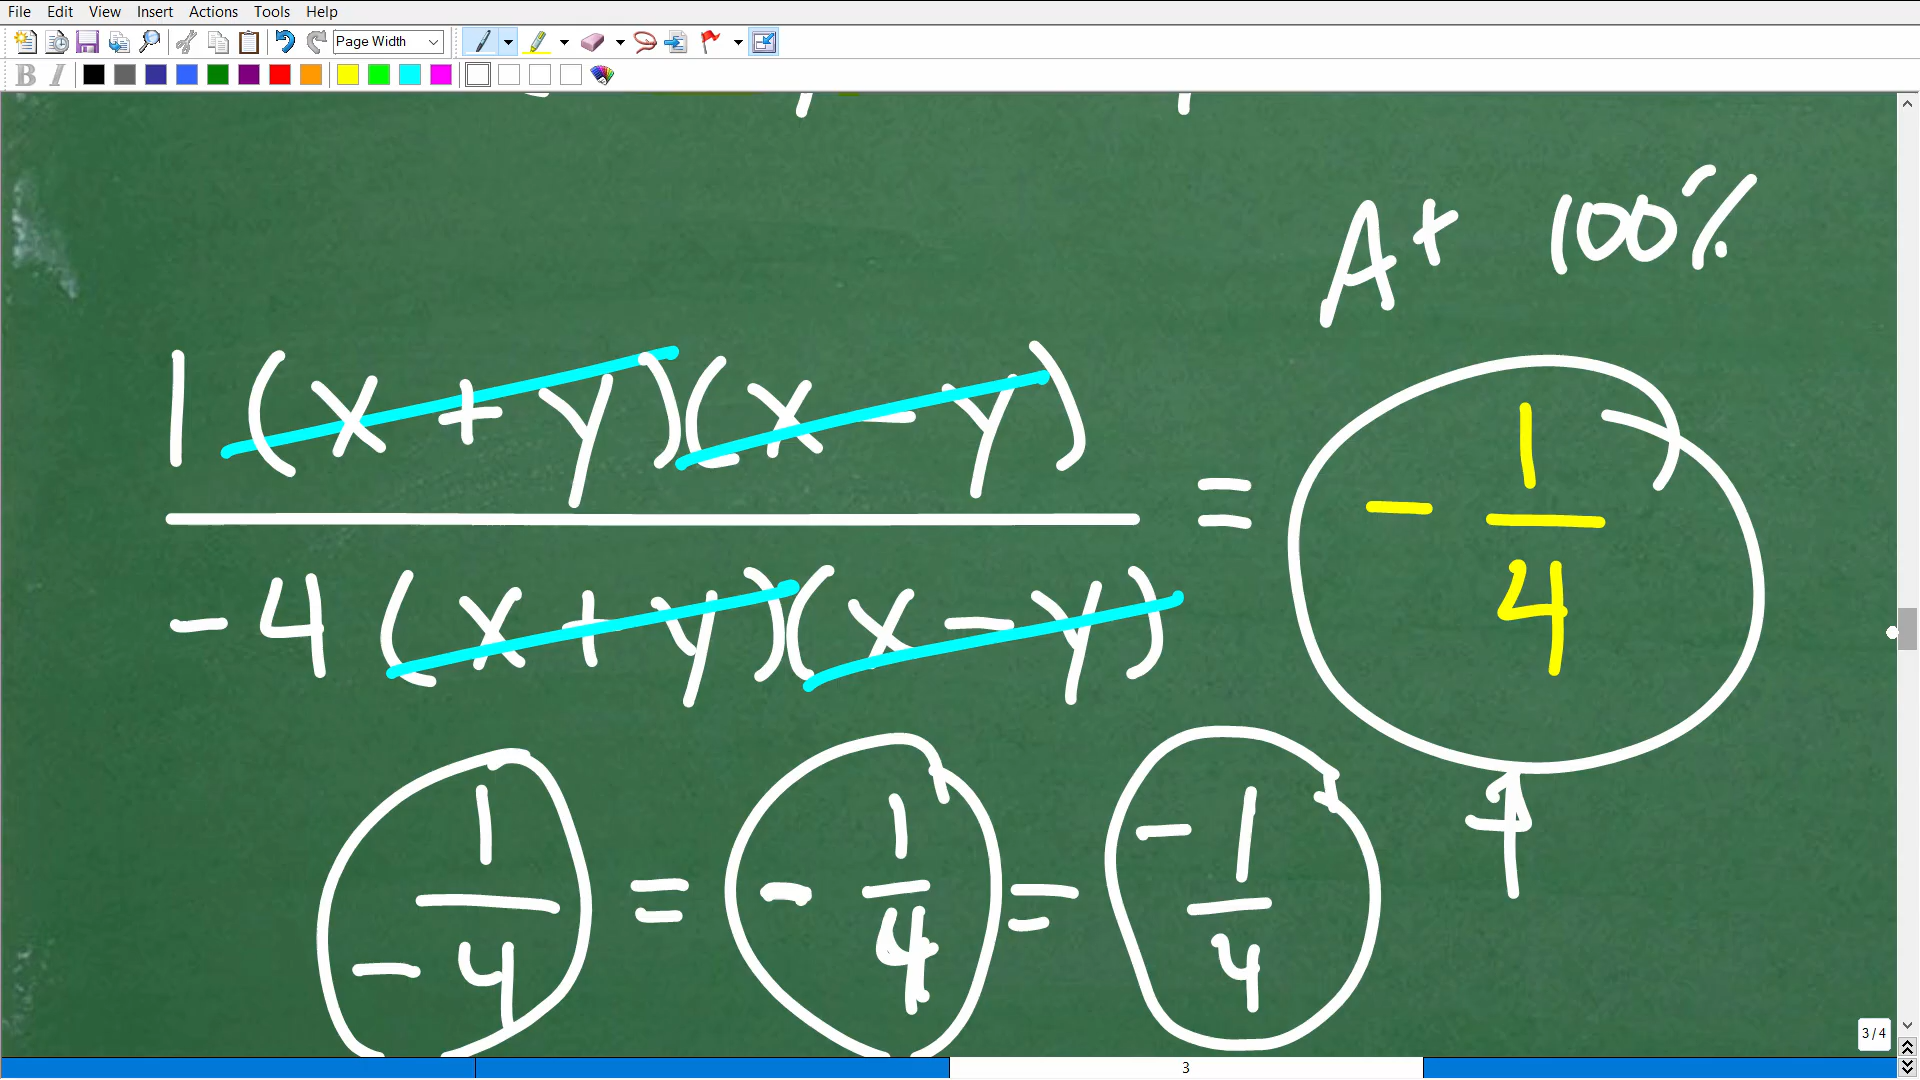 File Edit View Insert Actions Tools Help
Page Width
B I
A+ 100%
1(x + y)(x - y)
-4(x + y)(x - y)
=
- 1/4
1/-4 = - 1/4 = -1/4
3 / 4
3